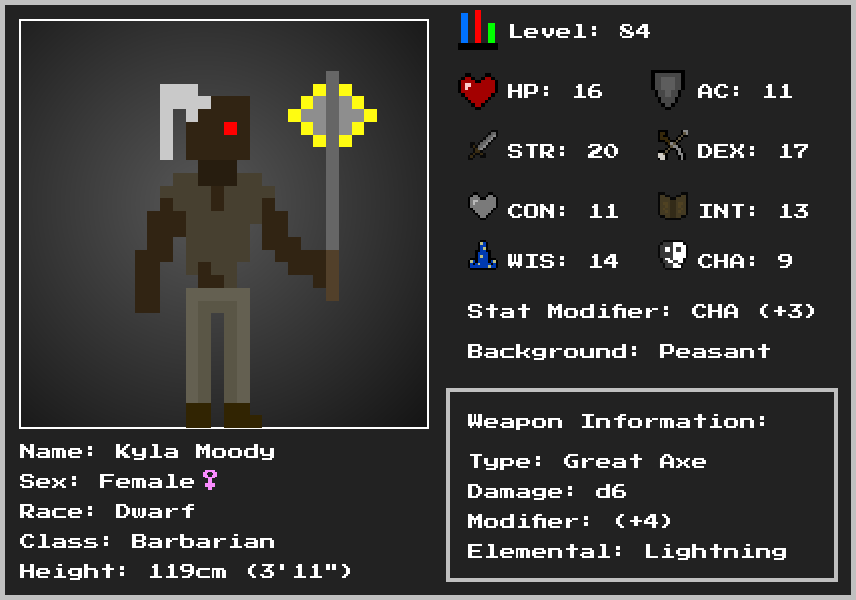 Level: 84
HP: 16
AC: 11
STR: 20
DEX: 17
CON: 11
INT: 13
WIS: 14
CHA: 9
Stat Modifier: CHA (+3)
Background: Peasant
Weapon Information:
Type: Great Axe
Damage: d6
Modifier: (+4)
Elemental: Lightning
Name: Kyla Moody
Sex: Female♀
Race: Dwarf
Class: Barbarian
Height: 119cm (3'11")